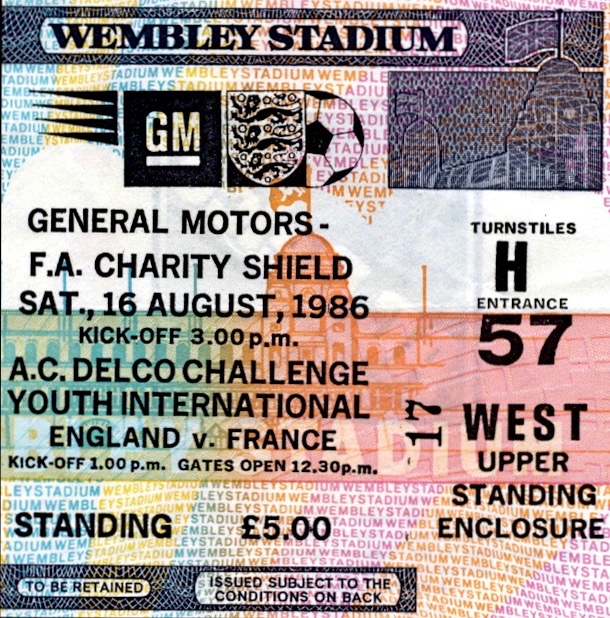 WEMBLEY STADIUM
GM
GENERAL MOTORS-
F.A. CHARITY SHIELD
SAT., 16 AUGUST, 1986
KICK-OFF 3.00 p.m.
A.C. DELCO CHALLENGE
YOUTH INTERNATIONAL
ENGLAND v. FRANCE
KICK-OFF 1.00 p.m. GATES OPEN 12.30p.m.
STANDING £5.00
TURNSTILES
H
ENTRANCE
57
17
WEST
UPPER
STANDING
ENCLOSURE
TO BE RETAINED
ISSUED SUBJECT TO THE
CONDITIONS ON BACK